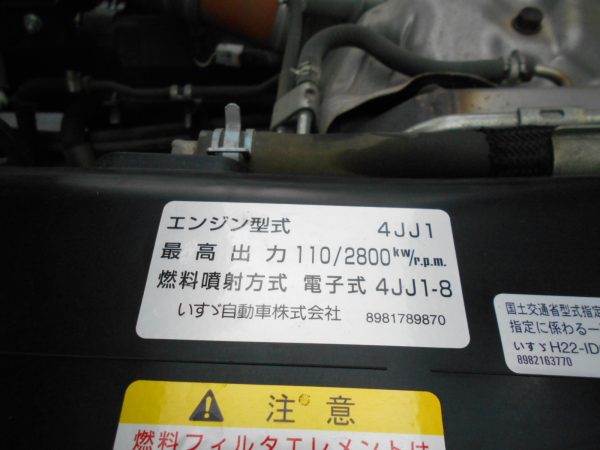 エンジン型式 4JJ1
最高出力 110/2800kw/r.p.m.
燃料噴射方式 電子式 4JJ1-8
いすゞ自動車株式会社 8981789870
国土交通省型式指定
指定に係わる一
いすゞH22-ID
8982163770
注意
燃料フィルタエレメントは